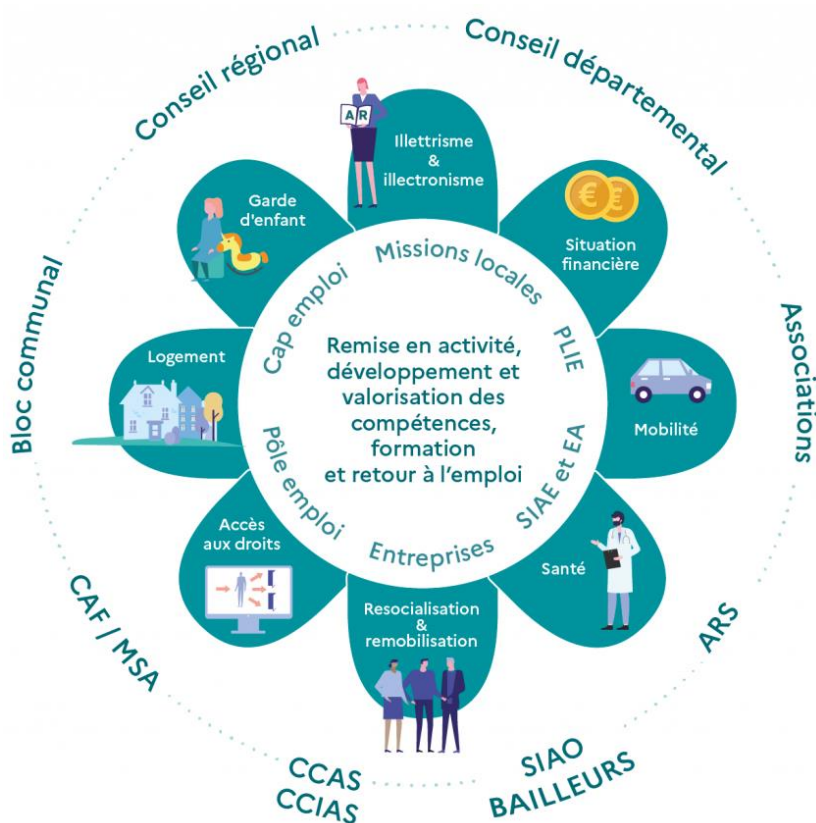 Conseil régional
Conseil départemental
Associations
ARS
SIAO
BAILLEURS
CCAS
CCIAS
CAF / MSA
Bloc communal
A R
Illettrisme
&
illectronisme
€ €
Situation
financière
Mobilité
Santé
Resocialisation
&
remobilisation
Accès
aux droits
Logement
Garde
d'enfant
Missions locales
PLIE
SIAE et EA
Entreprises
Pôle emploi
Cap emploi
Remise en activité,
développement et
valorisation des
compétences,
formation
et retour à l'emploi